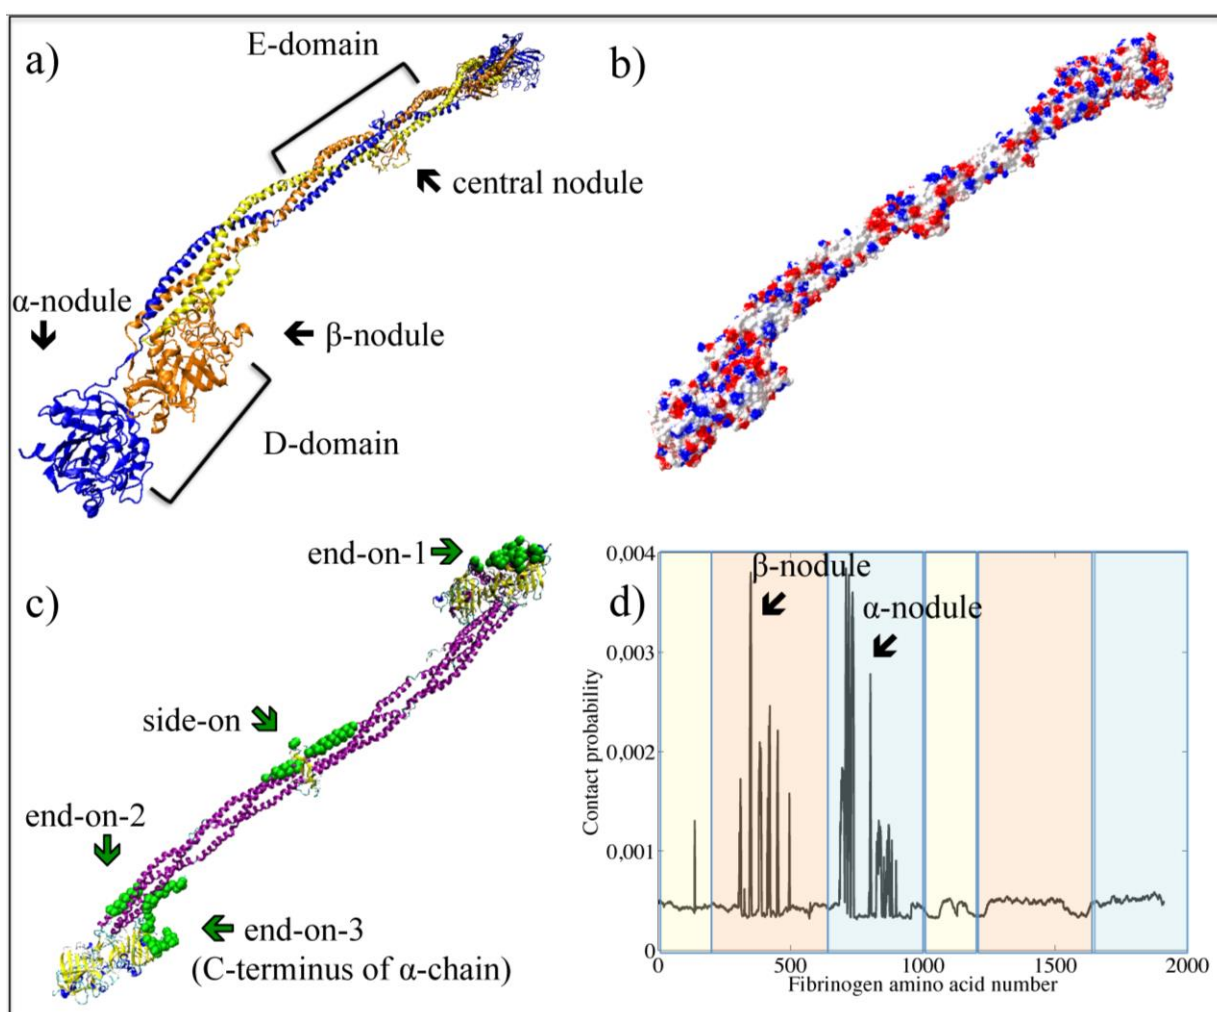 a)
E-domain
central nodule
α-nodule
β-nodule
D-domain
b)
c)
end-on-1
side-on
end-on-2
end-on-3
(C-terminus of α-chain)
d)
β-nodule
α-nodule
0,004
0,003
0,002
0,001
0
Contact probability
0
500
1000
1500
2000
Fibrinogen amino acid number